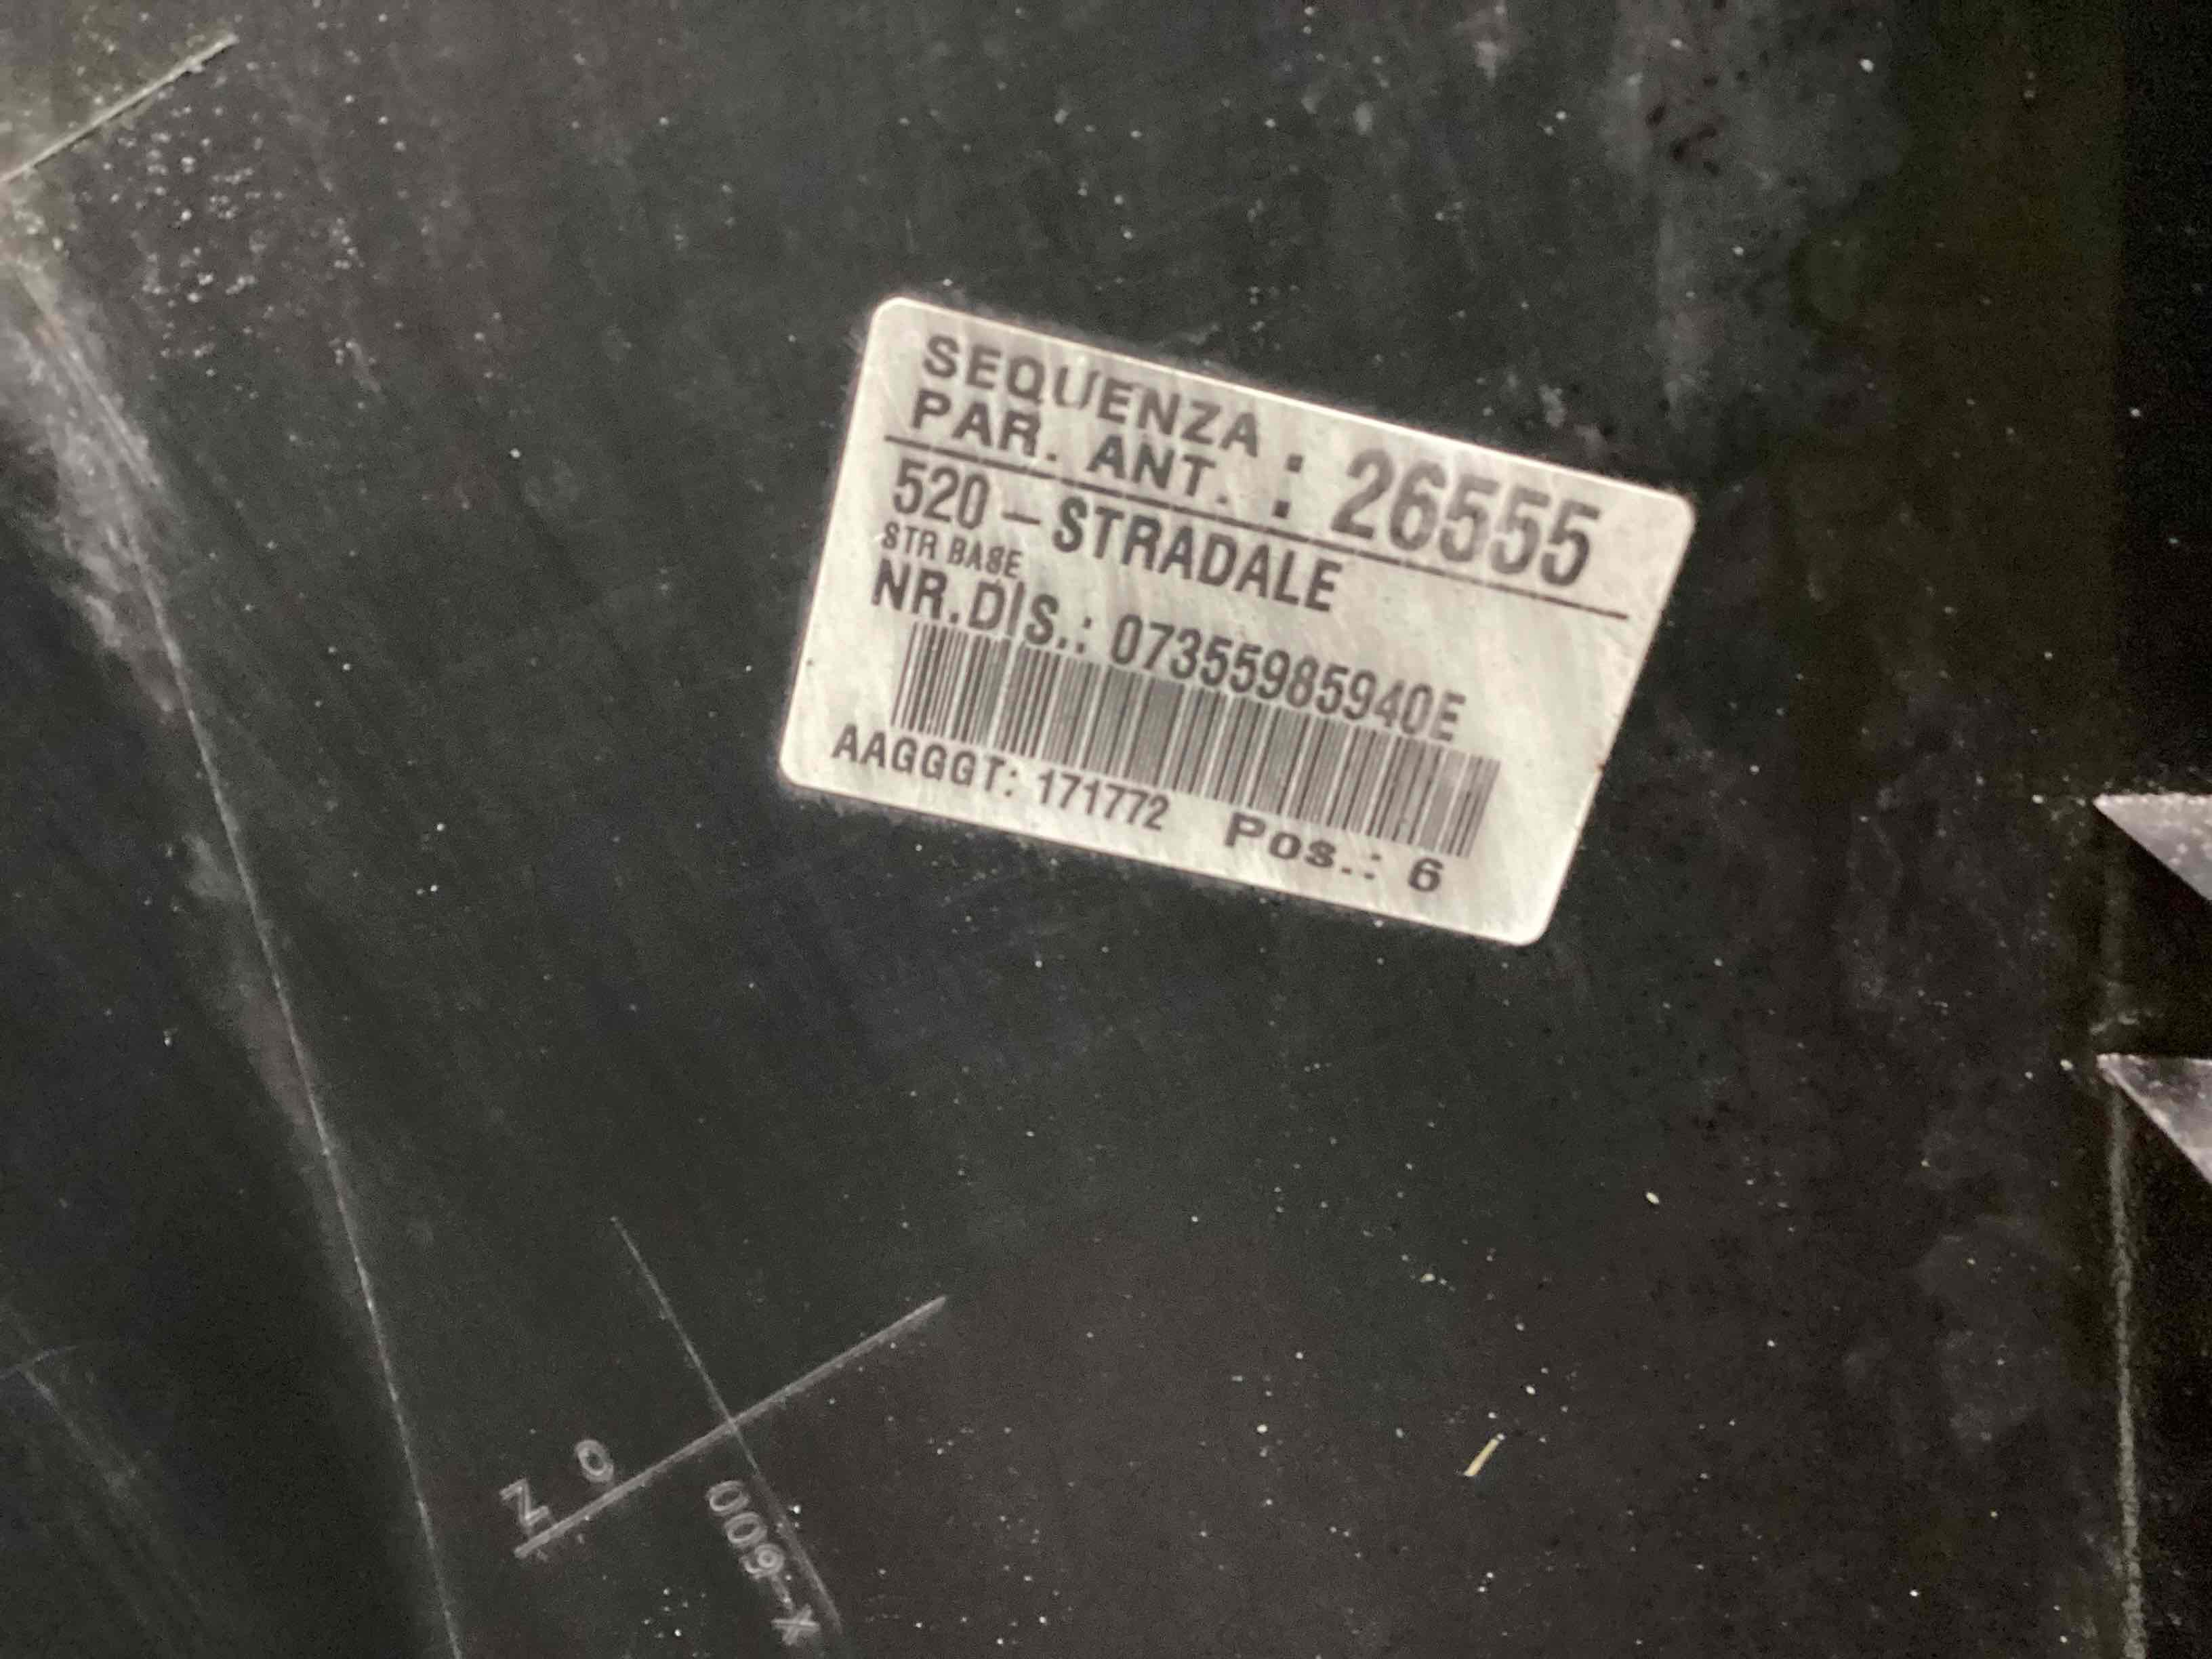 SEQUENZA : 26555
PAR. ANT. :
520 - STRADALE
STR BASE
NR.DIS.: 07355985940E
AAGGGT: 171772 Pos.: 6
Z 0
X-600